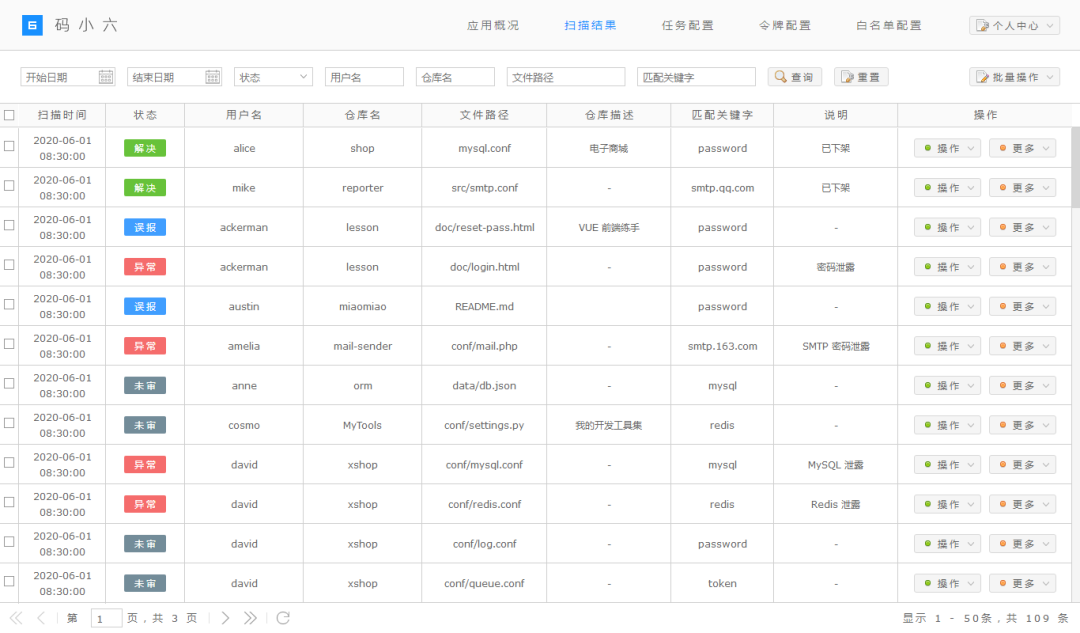 6 码小六 应用概况 扫描结果 任务配置 令牌配置 白名单配置 个人中心
开始日期 结束日期 状态 用户名 仓库名 文件路径 匹配关键字 查询 重置 批量操作
扫描时间 状态 用户名 仓库名 文件路径 仓库描述 匹配关键字 说明 操作
2020-06-01 08:30:00 解决 alice shop mysql.conf 电子商城 password 已下架 操作 更多
2020-06-01 08:30:00 解决 mike reporter src/smtp.conf - smtp.qq.com 已下架 操作 更多
2020-06-01 08:30:00 误报 ackerman lesson doc/reset-pass.html VUE 前端练手 password - 操作 更多
2020-06-01 08:30:00 异常 ackerman lesson doc/login.html - password 密码泄露 操作 更多
2020-06-01 08:30:00 误报 austin miaomiao README.md password - 操作 更多
2020-06-01 08:30:00 异常 amelia mail-sender conf/mail.php - smtp.163.com SMTP 密码泄露 操作 更多
2020-06-01 08:30:00 未审 anne orm data/db.json - mysql - 操作 更多
2020-06-01 08:30:00 未审 cosmo MyTools conf/settings.py 我的开发工具集 redis - 操作 更多
2020-06-01 08:30:00 异常 david xshop conf/mysql.conf - mysql MySQL 泄露 操作 更多
2020-06-01 08:30:00 异常 david xshop conf/redis.conf - redis Redis 泄露 操作 更多
2020-06-01 08:30:00 未审 david xshop conf/log.conf - password - 操作 更多
2020-06-01 08:30:00 未审 david xshop conf/queue.conf - token - 操作 更多
第 1 页，共 3 页 显示 1 - 50条，共 109 条